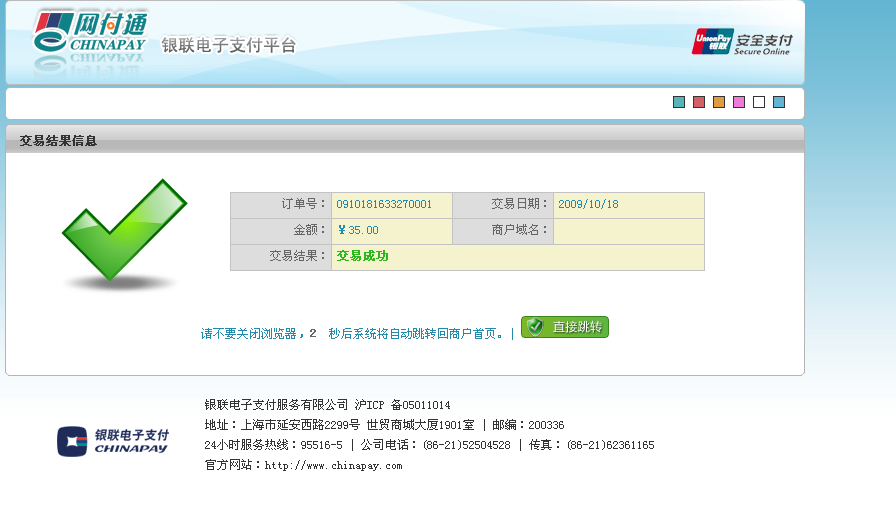 网付通
CHINAPAY
银联电子支付平台
UnionPay 银联 安全支付
Secure Online
交易结果信息
订单号： 0910181633270001 交易日期： 2009/10/18
金额： ￥35.00 商户域名：
交易结果： 交易成功
请不要关闭浏览器，2 秒后系统将自动跳转回商户首页。| 直接跳转
银联电子支付服务有限公司 沪ICP 备05011014
地址：上海市延安西路2299号 世贸商城大厦1901室 | 邮编：200336
24小时服务热线：95516-5 | 公司电话：(86-21)52504528 | 传真：(86-21)62361165
官方网站：http://www.chinapay.com
银联电子支付
CHINAPAY